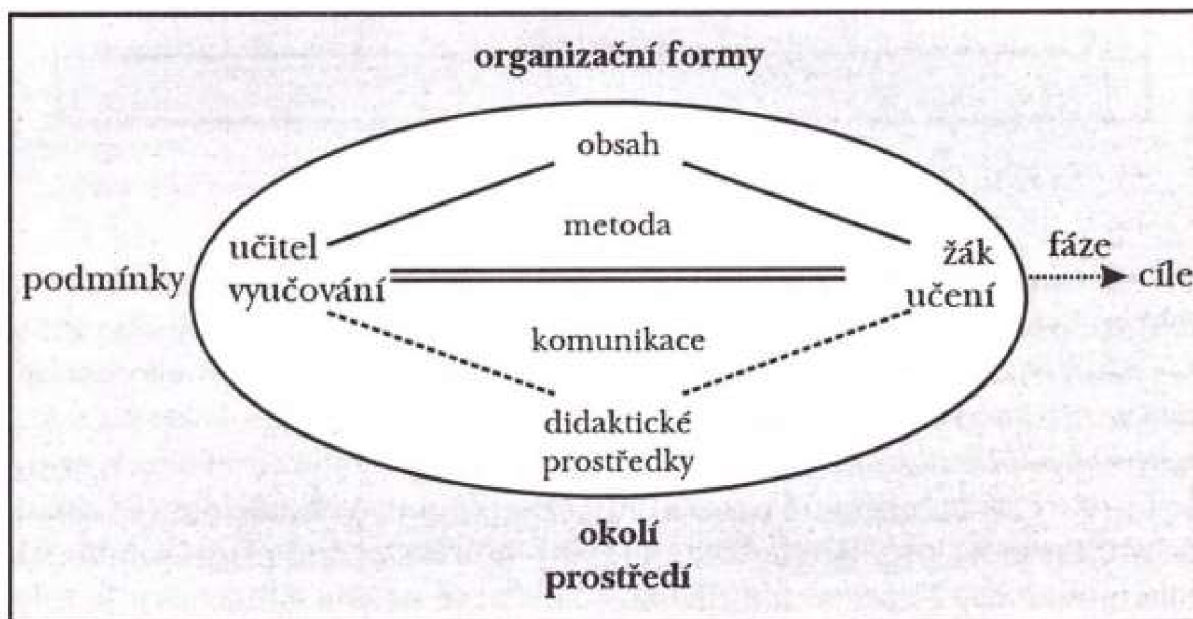 organizační formy
obsah
metoda
učitel
vyučování
podmínky
žák
učení
fáze
cíle
komunikace
didaktické
prostředky
okolí
prostředí